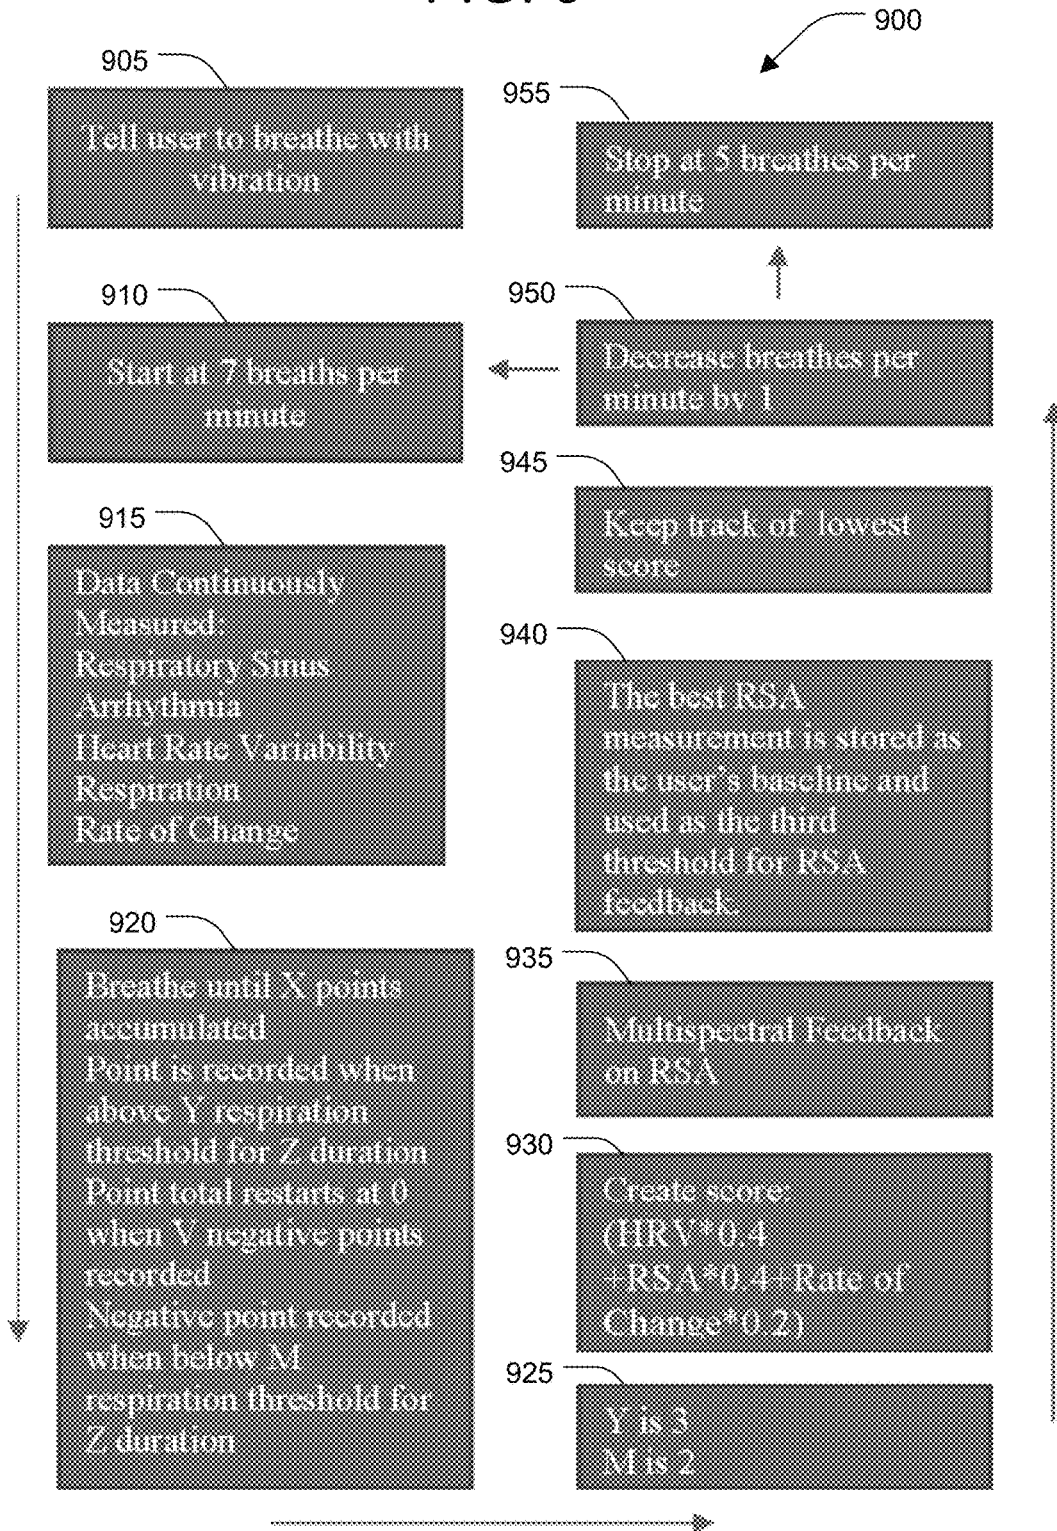 900
905
Tell user to breathe with
vibration
910
Start at 7 breaths per
minute
915
Data Continuously
Measured:
Respiratory Sinus
Arrhythmia
Heart Rate Variability
Respiration
Rate of Change
920
Breathe until X points
accumulated
Point is recorded when
above Y respiration
threshold for Z duration
Point total restarts at 0
when V negative points
recorded
Negative point recorded
when below M
respiration threshold for
Z duration
925
Y is 3
M is 2
930
Create score:
(HRV*0.4
+RSA*0.4+Rate of
Change*0.2)
935
Multispectral Feedback
on RSA
940
The best RSA
measurement is stored as
the user's baseline and
used as the third
threshold for RSA
feedback.
945
Keep track of lowest
score
950
Decrease breathes per
minute by 1
955
Stop at 5 breathes per
minute